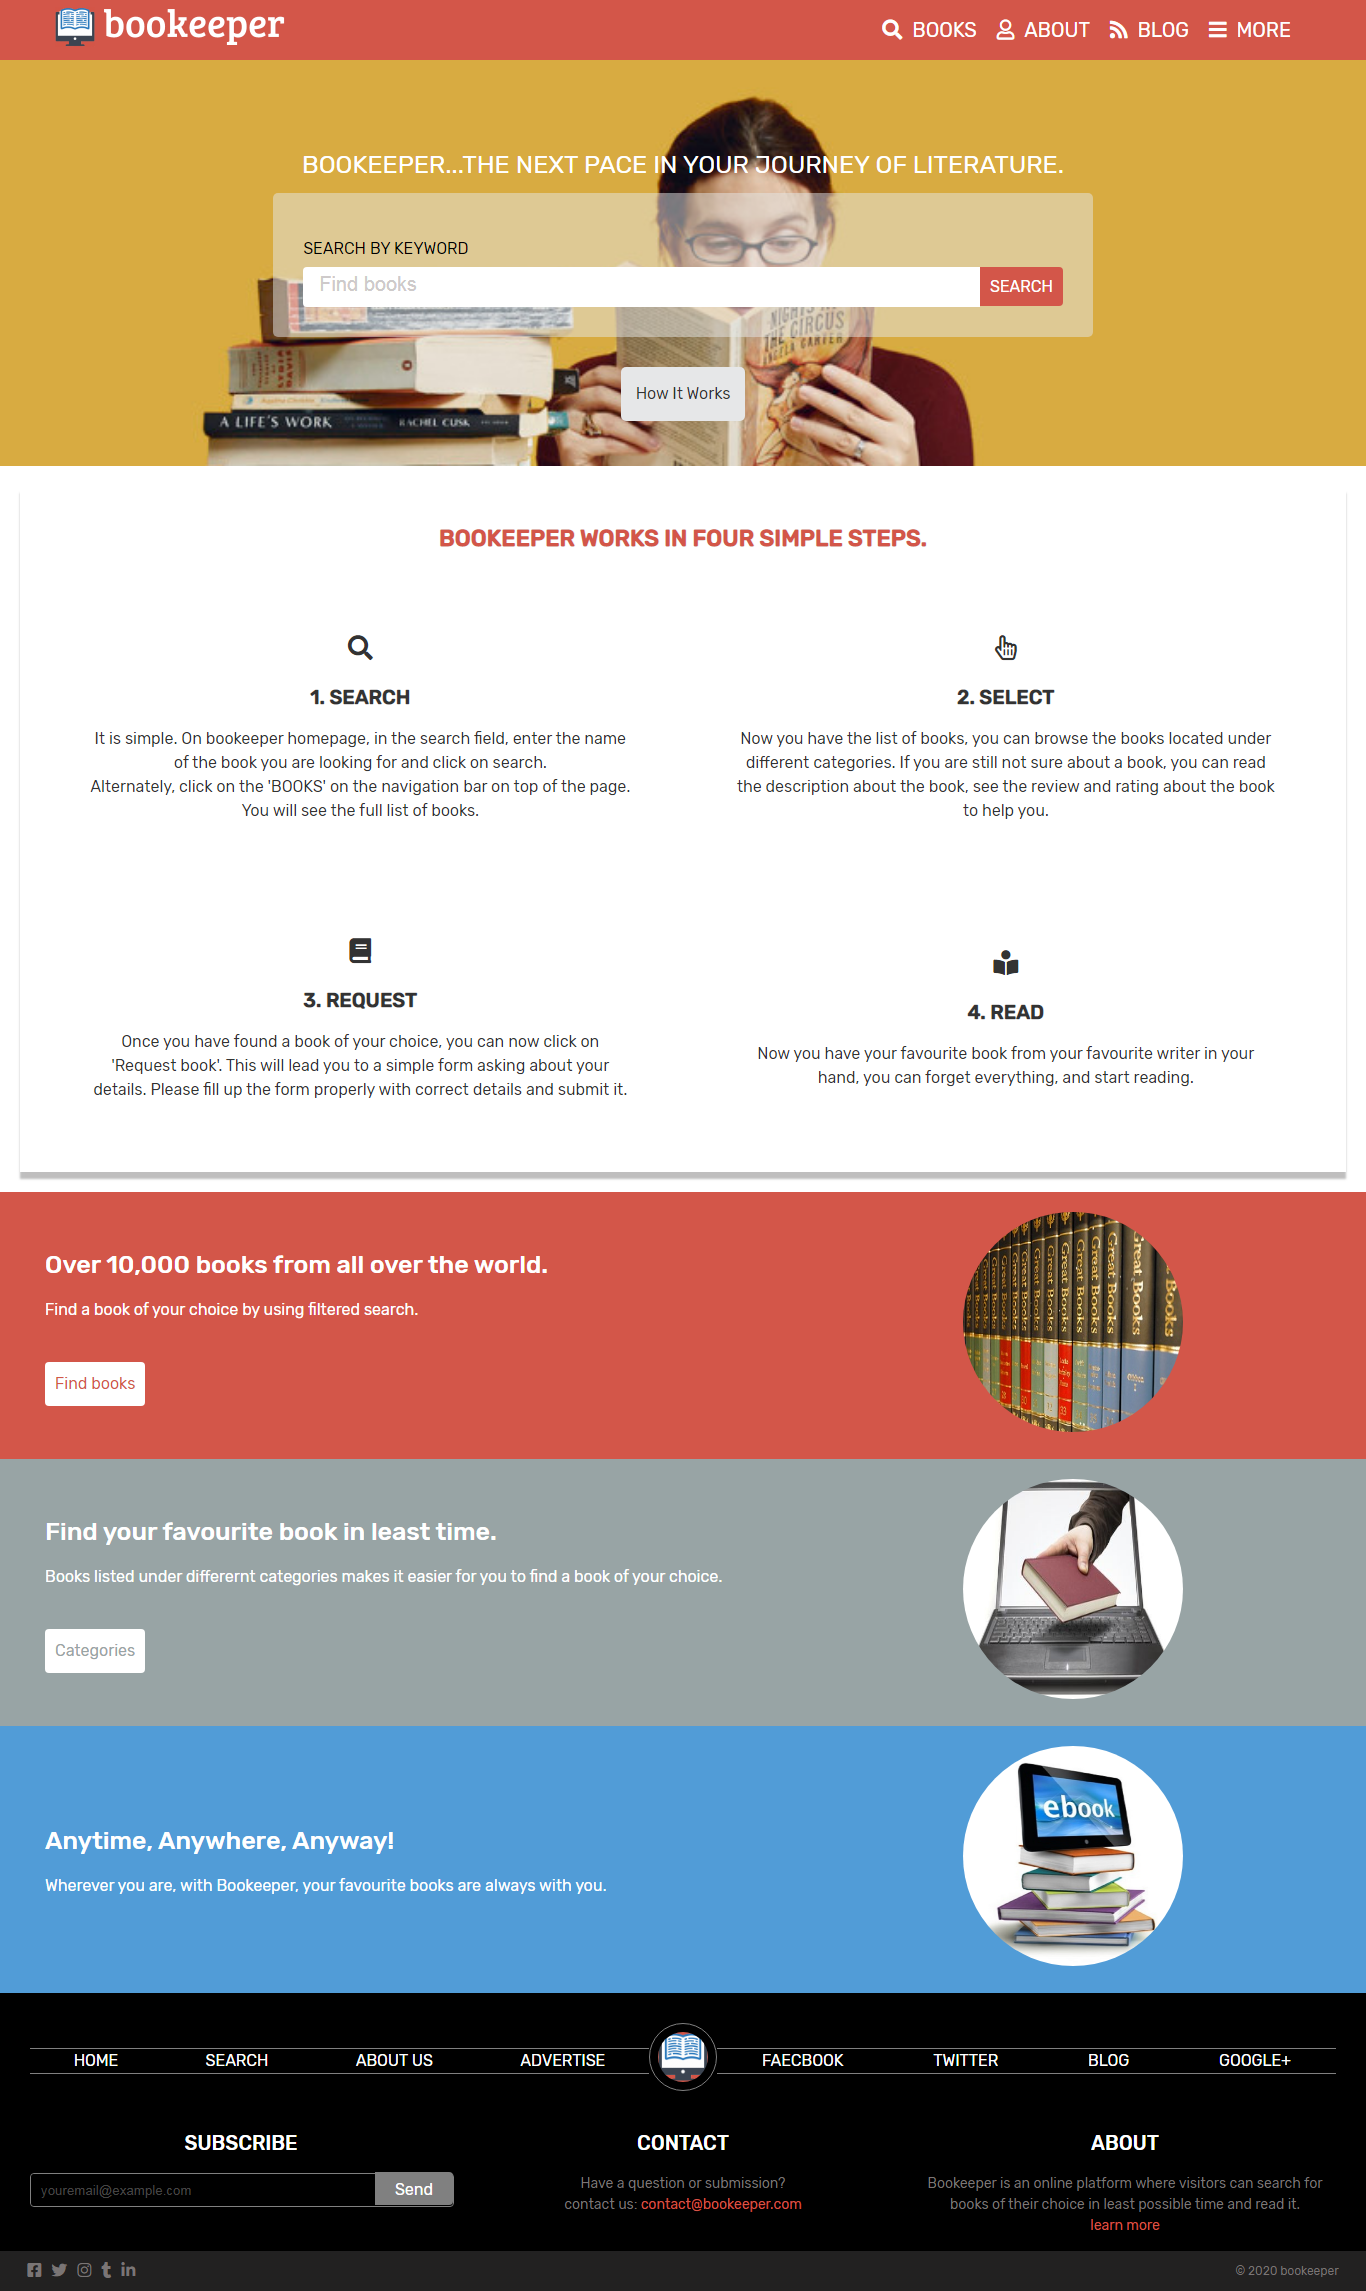 bookeeper
BOOKS ABOUT BLOG MORE
BOOKEEPER...THE NEXT PACE IN YOUR JOURNEY OF LITERATURE.
SEARCH BY KEYWORD
Find books SEARCH
NIGHTS
THE CIRCUS
ANGELA CARTER
How It Works
A LIFE'S WORK RACHEL CUSK
BOOKEEPER WORKS IN FOUR SIMPLE STEPS.
1. SEARCH
It is simple. On bookeeper homepage, in the search field, enter the name
of the book you are looking for and click on search.
Alternately, click on the 'BOOKS' on the navigation bar on top of the page.
You will see the full list of books.
2. SELECT
Now you have the list of books, you can browse the books located under
different categories. If you are still not sure about a book, you can read
the description about the book, see the review and rating about the book
to help you.
3. REQUEST
Once you have found a book of your choice, you can now click on
'Request book'. This will lead you to a simple form asking about your
details. Please fill up the form properly with correct details and submit it.
4. READ
Now you have your favourite book from your favourite writer in your
hand, you can forget everything, and start reading.
Over 10,000 books from all over the world.
Find a book of your choice by using filtered search.
Find books
Great Books
Great Books
Great Books
Great Books
Great Books
Great Books
Find your favourite book in least time.
Books listed under differernt categories makes it easier for you to find a book of your choice.
Categories
Anytime, Anywhere, Anyway!
Wherever you are, with Bookeeper, your favourite books are always with you.
ebook
HOME SEARCH ABOUT US ADVERTISE FAECBOOK TWITTER BLOG GOOGLE+
SUBSCRIBE
youremail@example.com Send
CONTACT
Have a question or submission?
contact us: contact@bookeeper.com
ABOUT
Bookeeper is an online platform where visitors can search for
books of their choice in least possible time and read it.
learn more
© 2020 bookeeper